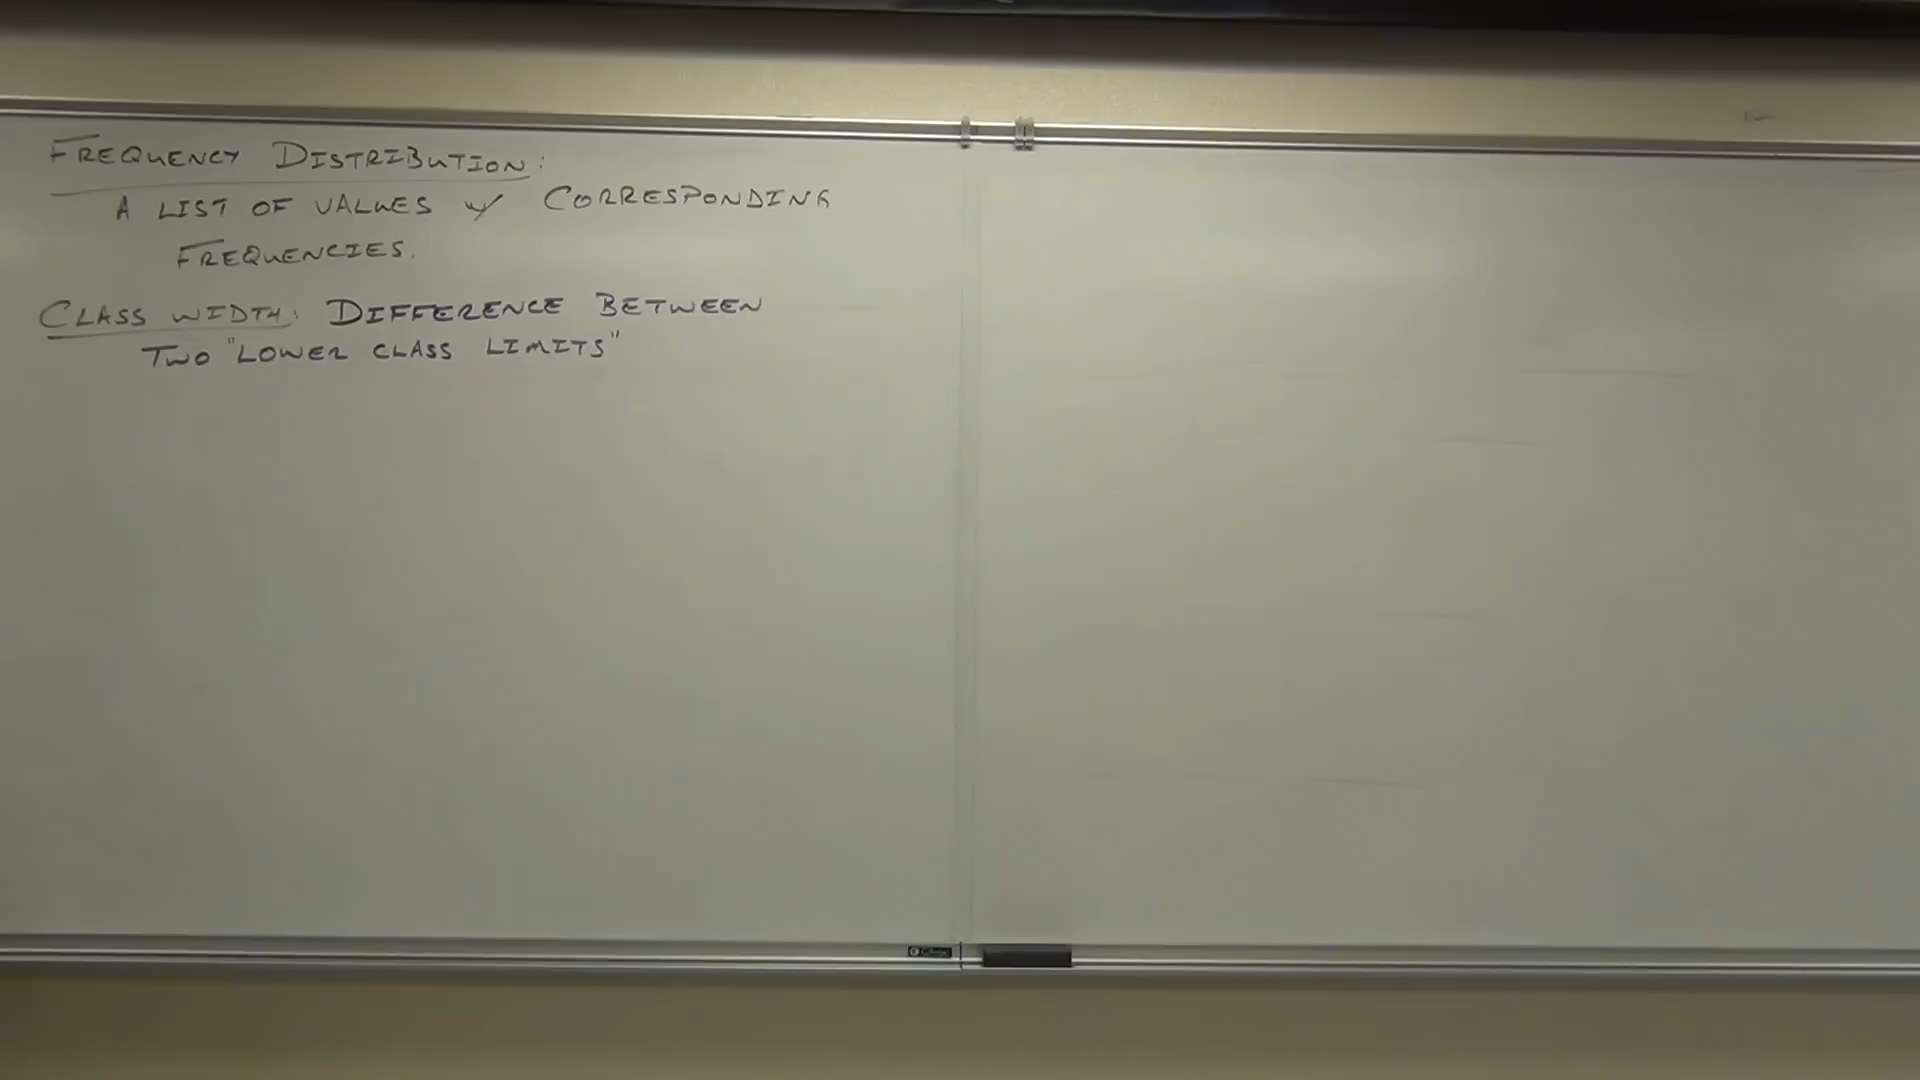 FREQUENCY DISTRIBUTION:
A LIST OF VALUES w/ CORRESPONDING
FREQUENCIES.
CLASS WIDTH: DIFFERENCE BETWEEN
TWO "LOWER CLASS LIMITS"